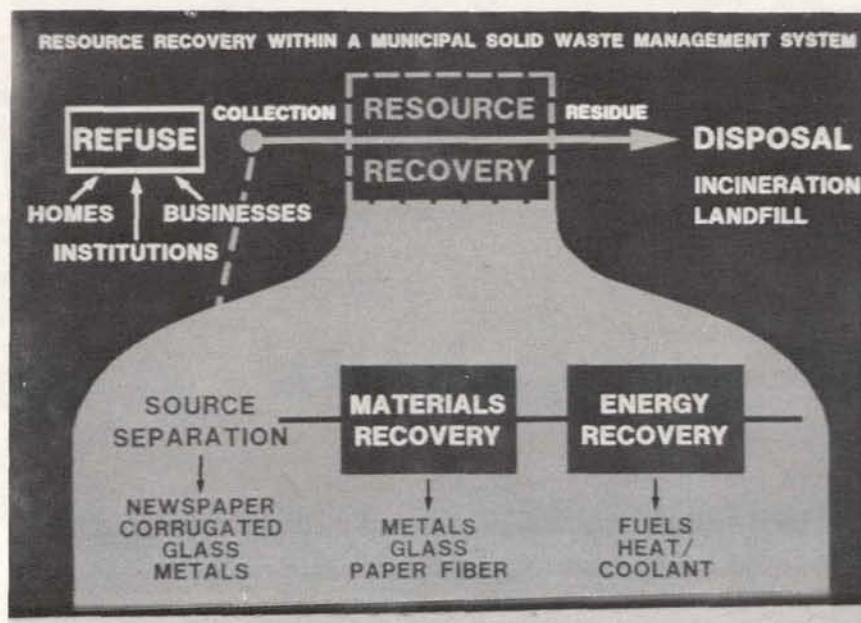 RESOURCE RECOVERY WITHIN A MUNICIPAL SOLID WASTE MANAGEMENT SYSTEM
COLLECTION
RESOURCE
RESIDUE
REFUSE
RECOVERY
DISPOSAL
INCINERATION
LANDFILL
HOMES
BUSINESSES
INSTITUTIONS
SOURCE
SEPARATION
NEWSPAPER
CORRUGATED
GLASS
METALS
MATERIALS
RECOVERY
METALS
GLASS
PAPER FIBER
ENERGY
RECOVERY
FUELS
HEAT/
COOLANT